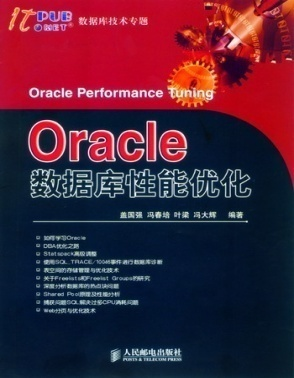 itPUB
.NET
数据库技术专题
Oracle Performance Tuning
Oracle
数据库性能优化
盖国强 冯春培 叶梁 冯大辉 编著
如何学习Oracle
DBA优化之路
Statspack高级调整
使用SQL_TRACE/10046事件进行数据库诊断
表空间的存储管理与优化技术
关于Freelists和Freelist Groups的研究
深度分析数据库的热点块问题
Shared Pool原理及性能分析
捕获问题SQL解决过多CPU消耗问题
Web分页与优化技术
人民邮电出版社
POSTS & TELECOM PRESS